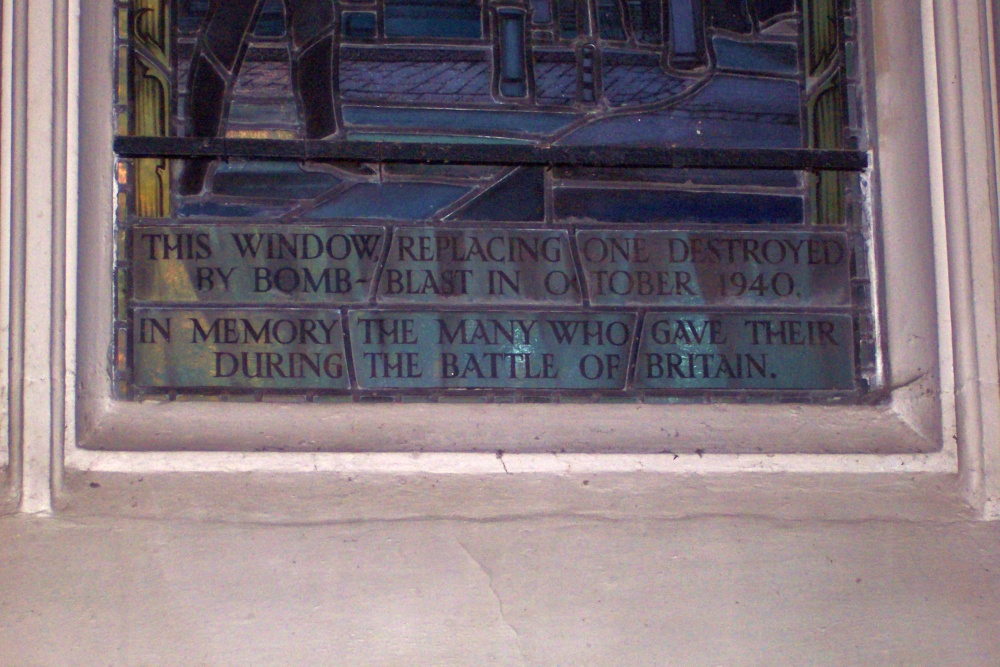 THIS WINDOW, REPLACING ONE DESTROYED
BY BOMB-BLAST IN OCTOBER 1940.
IN MEMORY THE MANY WHO GAVE THEIR
DURING THE BATTLE OF BRITAIN.